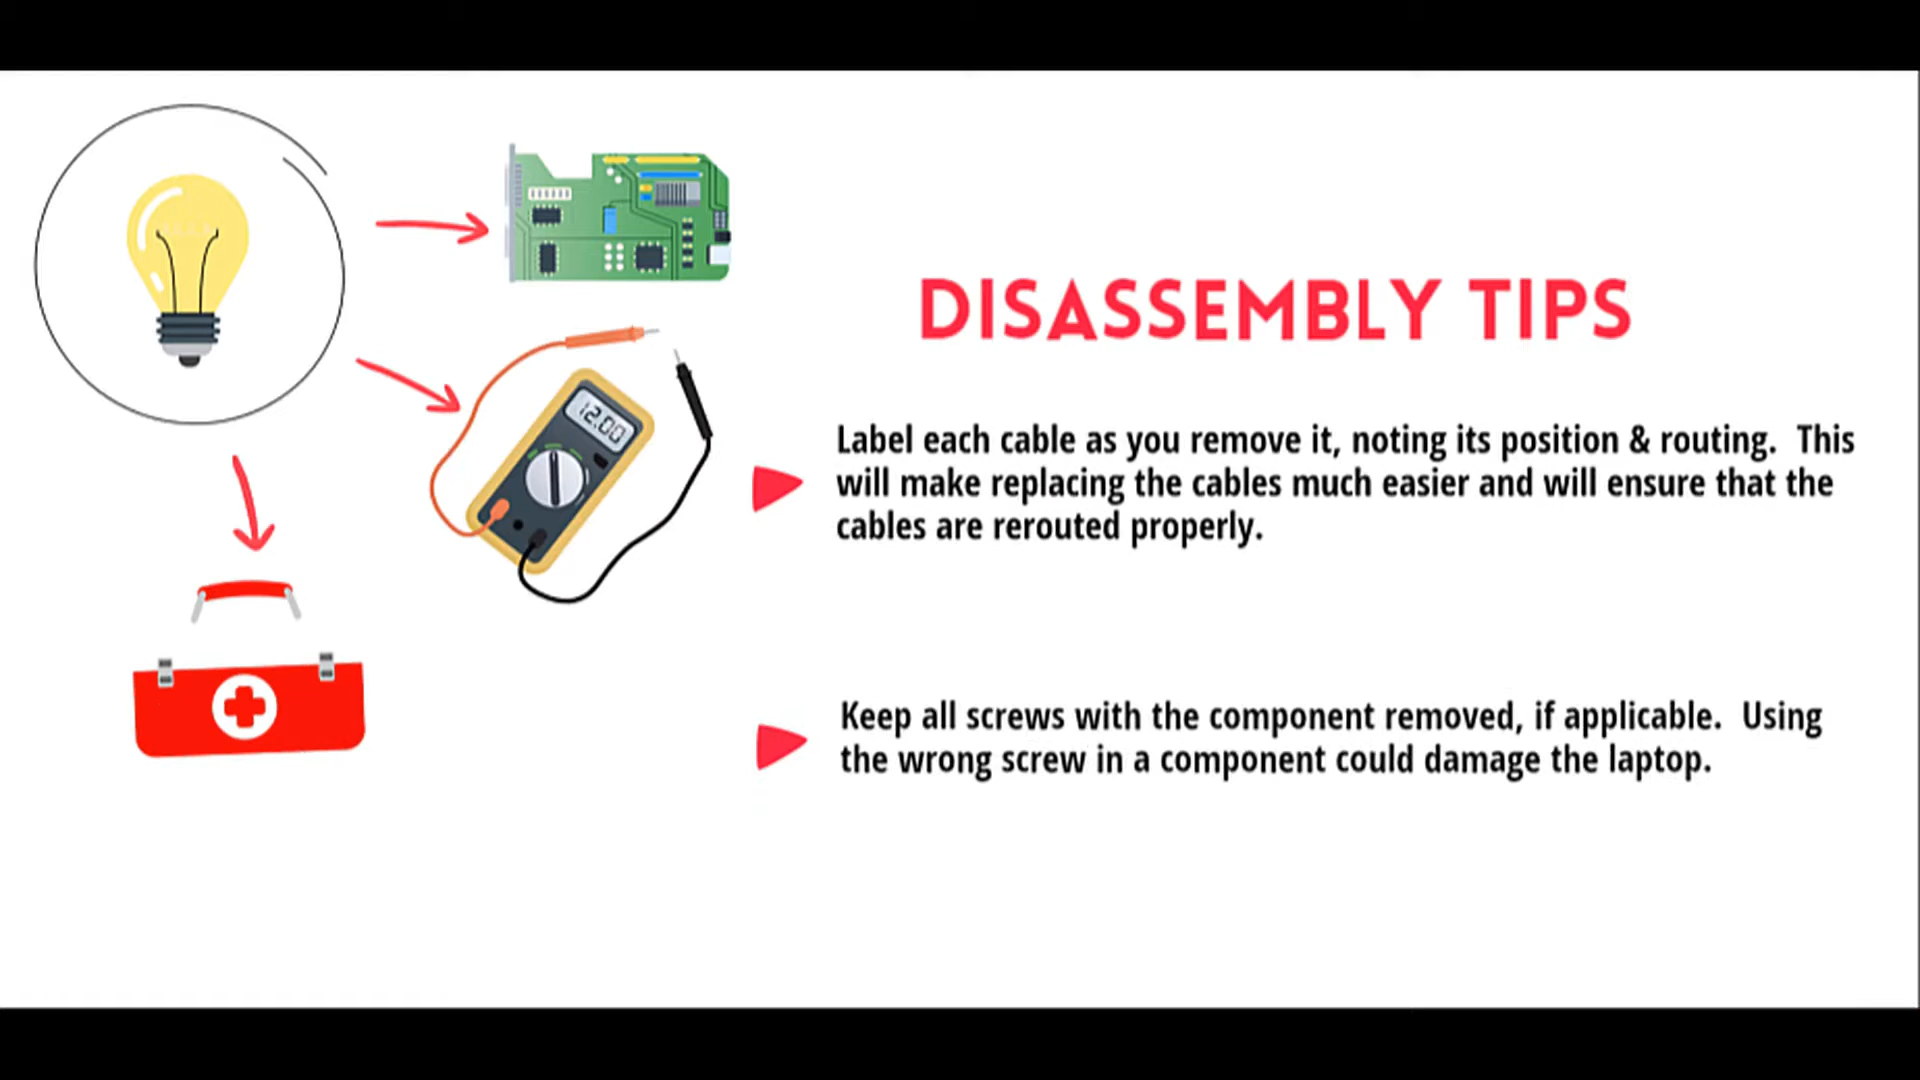 12.00
DISASSEMBLY TIPS
Label each cable as you remove it, noting its position & routing. This
will make replacing the cables much easier and will ensure that the
cables are rerouted properly.
Keep all screws with the component removed, if applicable. Using
the wrong screw in a component could damage the laptop.